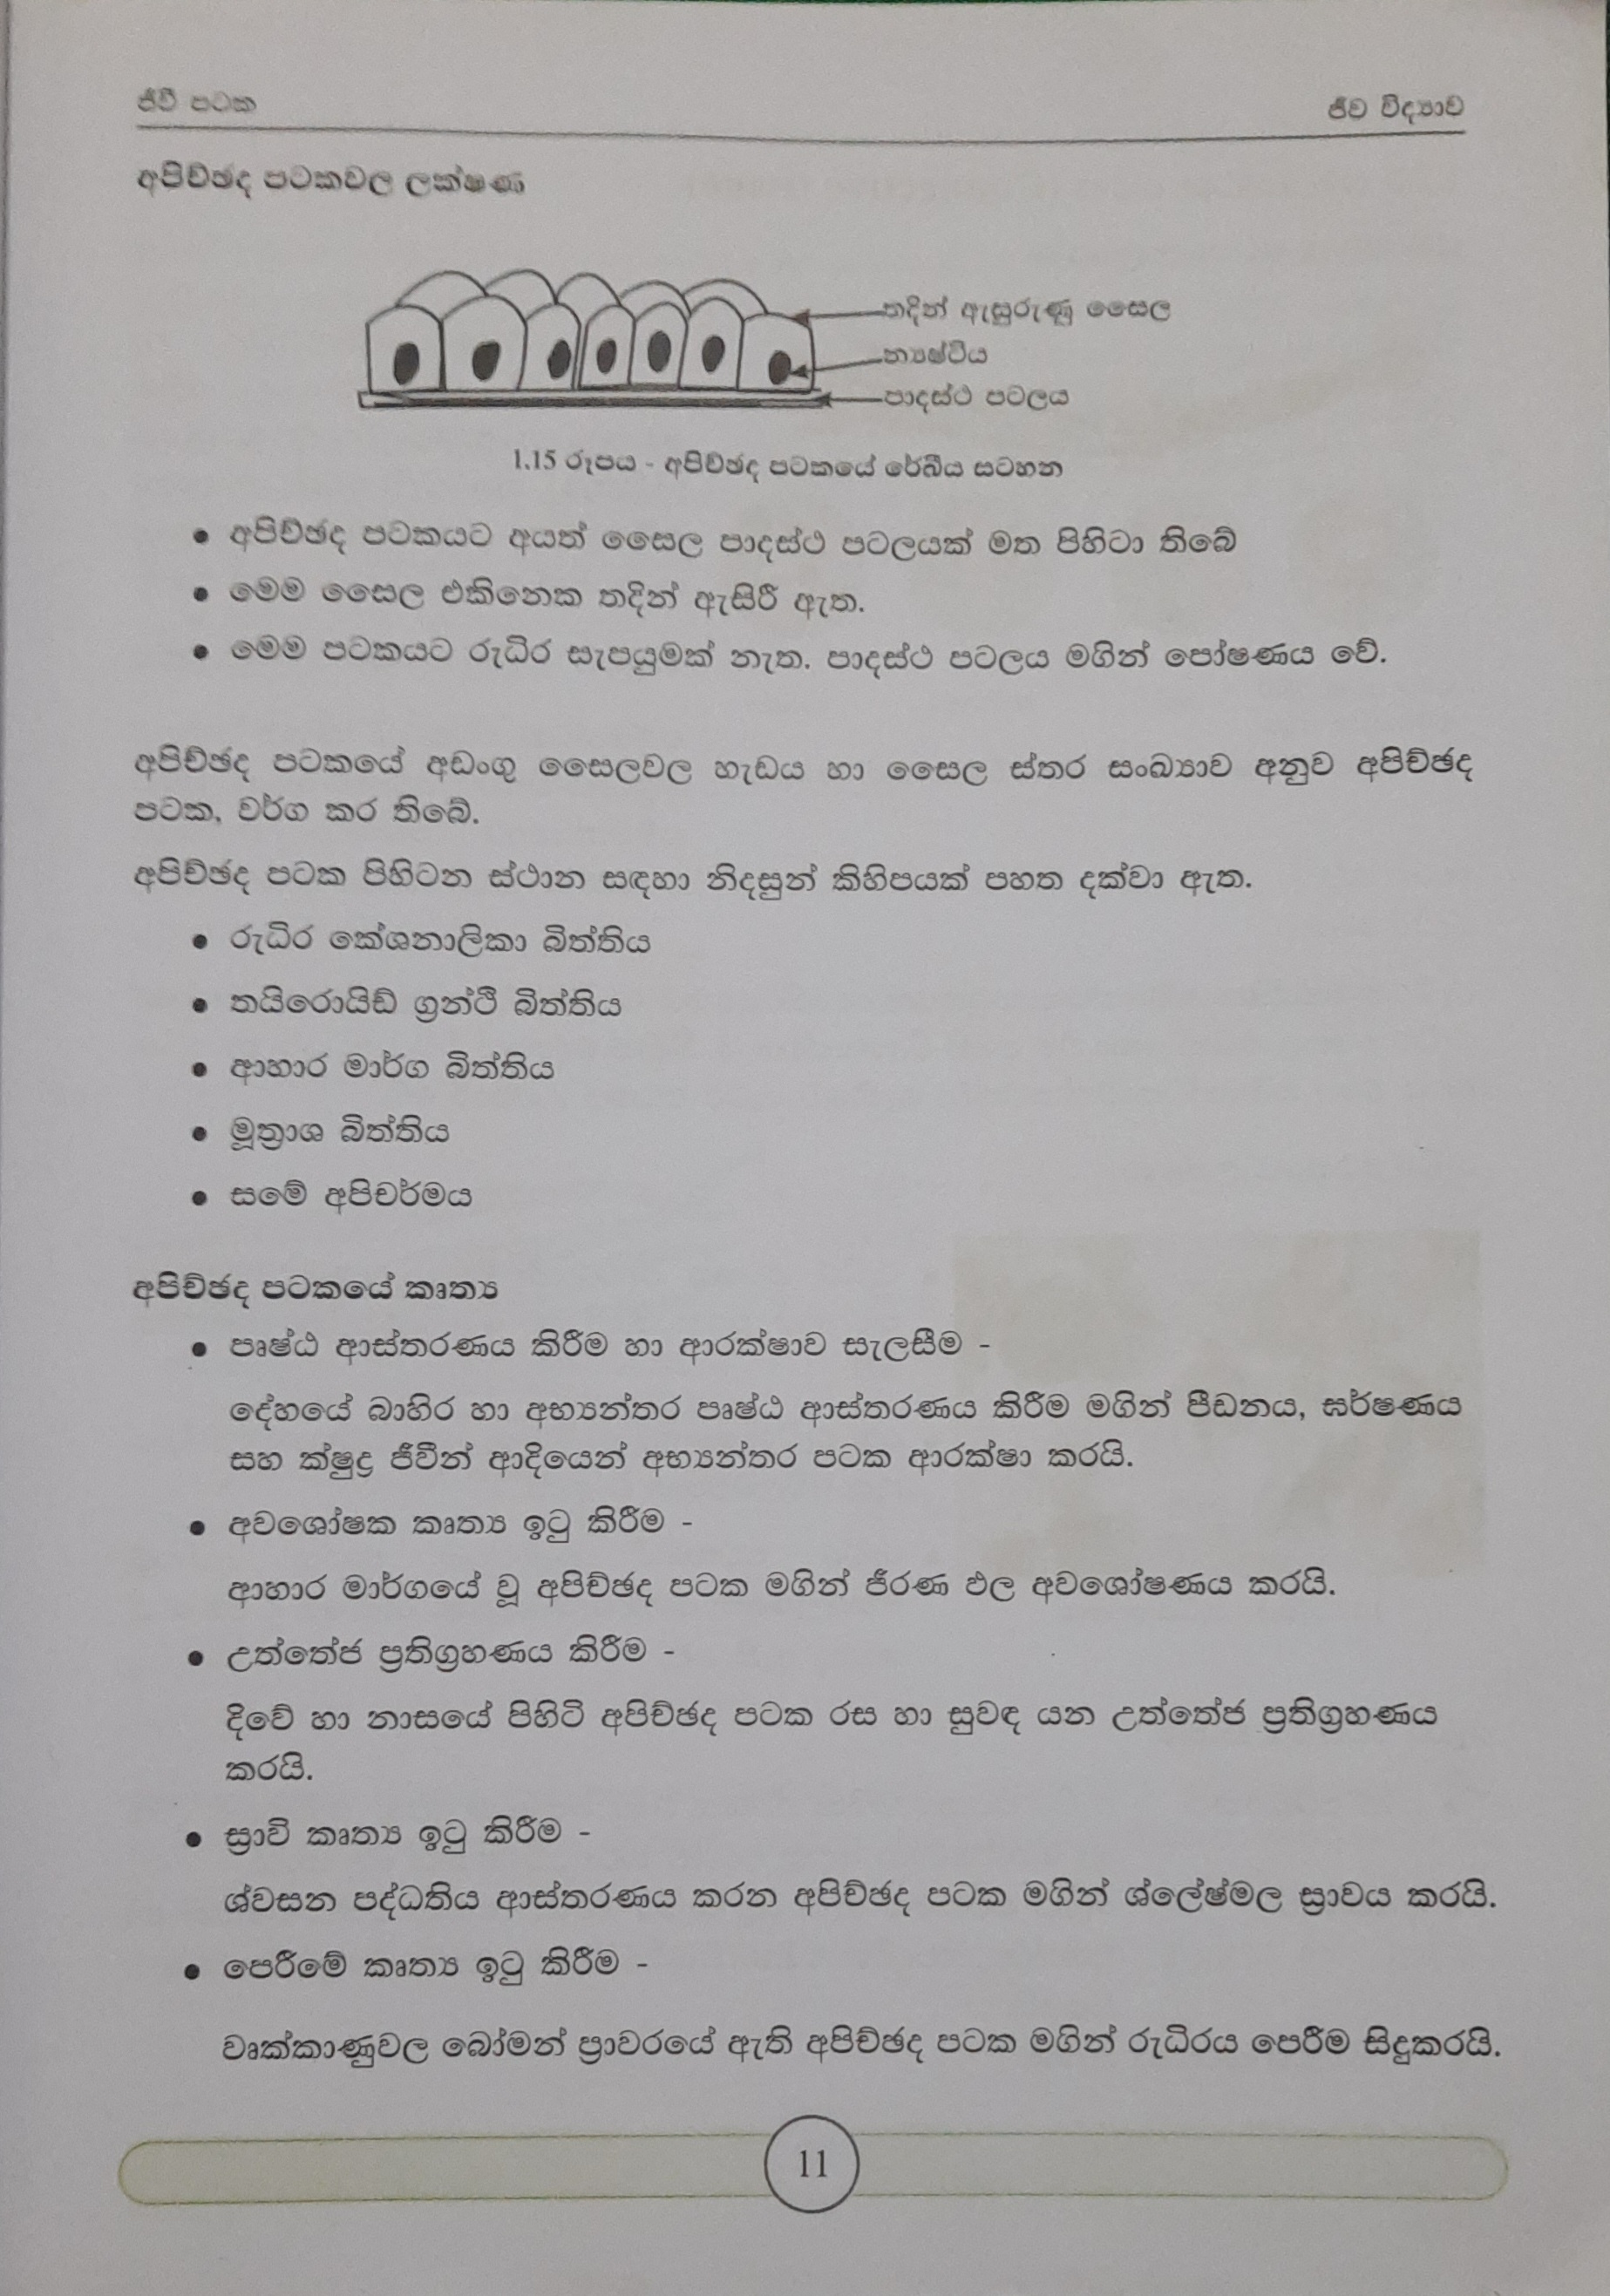 ජීවී පටක
ජීව විද්‍යාව
අපිච්ඡද පටකවල ලක්ෂණ
තදින් ඇසුරුණු සෛල
න්‍යෂ්ටිය
පාදස්ථ පටලය
1.15 රූපය - අපිච්ඡද පටකයේ රේඛීය සටහන
• අපිච්ඡද පටකයට අයත් සෛල පාදස්ථ පටලයක් මත පිහිටා තිබේ
• මෙම සෛල එකිනෙක තදින් ඇසිරී ඇත.
• මෙම පටකයට රුධිර සැපයුමක් නැත. පාදස්ථ පටලය මගින් පෝෂණය වේ.
අපිච්ඡද පටකයේ අඩංගු සෛලවල හැඩය හා සෛල ස්තර සංඛ්‍යාව අනුව අපිච්ඡද
පටක, වර්ග කර තිබේ.
අපිච්ඡද පටක පිහිටන ස්ථාන සඳහා නිදසුන් කිහිපයක් පහත දක්වා ඇත.
• රුධිර කේශනාලිකා බිත්තිය
• තයිරොයිඩ් ග්‍රන්ථි බිත්තිය
• ආහාර මාර්ග බිත්තිය
• මූත්‍රාශ බිත්තිය
• සමේ අපිචර්මය
අපිච්ඡද පටකයේ කෘත්‍ය
• පෘෂ්ඨ ආස්තරණය කිරීම හා ආරක්ෂාව සැලසීම -
දේහයේ බාහිර හා අභ්‍යන්තර පෘෂ්ඨ ආස්තරණය කිරීම මගින් පීඩනය, ඝර්ෂණය
සහ ක්ෂුද්‍ර ජීවීන් ආදියෙන් අභ්‍යන්තර පටක ආරක්ෂා කරයි.
• අවශෝෂක කෘත්‍ය ඉටු කිරීම -
ආහාර මාර්ගයේ වූ අපිච්ඡද පටක මගින් ජීරණ ඵල අවශෝෂණය කරයි.
• උත්තේජ ප්‍රතිග්‍රහණය කිරීම -
දිවේ හා නාසයේ පිහිටි අපිච්ඡද පටක රස හා සුවඳ යන උත්තේජ ප්‍රතිග්‍රහණය
කරයි.
• ස්‍රාවී කෘත්‍ය ඉටු කිරීම -
ශ්වසන පද්ධතිය ආස්තරණය කරන අපිච්ඡද පටක මගින් ශ්ලේෂ්මල ස්‍රාවය කරයි.
• පෙරීමේ කෘත්‍ය ඉටු කිරීම -
වෘක්කාණුවල බෝමන් ප්‍රාවරයේ ඇති අපිච්ඡද පටක මගින් රුධිරය පෙරීම සිදුකරයි.
11